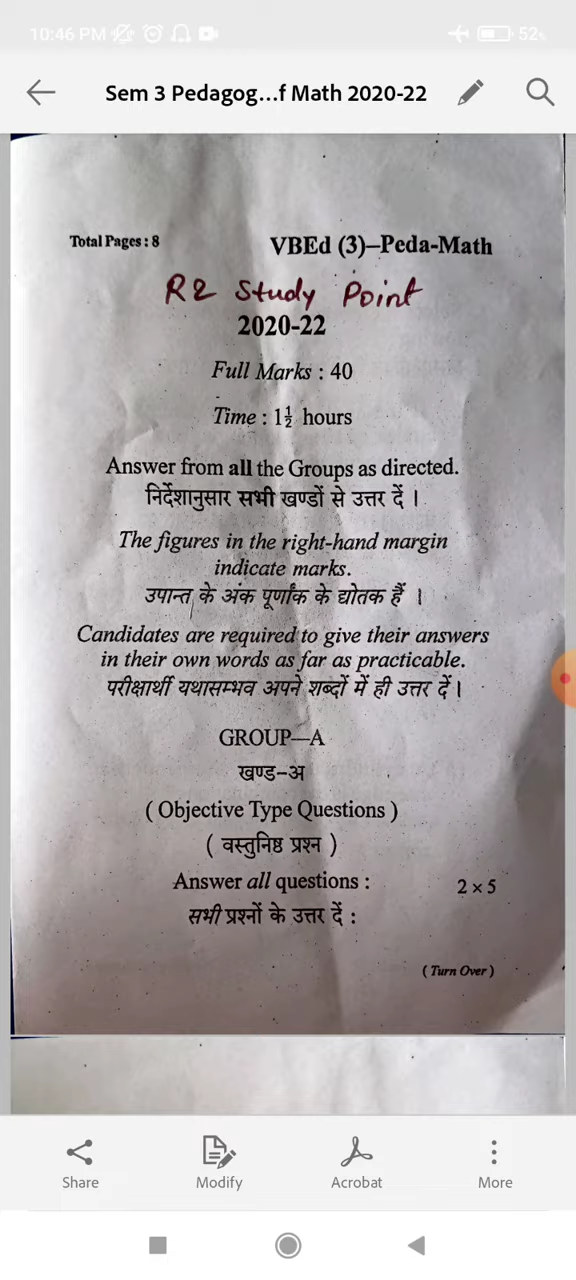 10:46 PM
52%
Sem 3 Pedagog...f Math 2020-22
Total Pages : 8
VBEd (3)–Peda-Math
R2 Study Point
2020-22
Full Marks : 40
Time : 1½ hours
Answer from all the Groups as directed.
निर्देशानुसार सभी खण्डों से उत्तर दें ।
The figures in the right-hand margin
indicate marks.
उपान्त के अंक पूर्णांक के द्योतक हैं ।
Candidates are required to give their answers
in their own words as far as practicable.
परीक्षार्थी यथासम्भव अपने शब्दों में ही उत्तर दें ।
GROUP—A
खण्ड-अ
( Objective Type Questions )
( वस्तुनिष्ठ प्रश्न )
Answer all questions : 2 × 5
सभी प्रश्नों के उत्तर दें :
( Turn Over )
Share
Modify
Acrobat
More